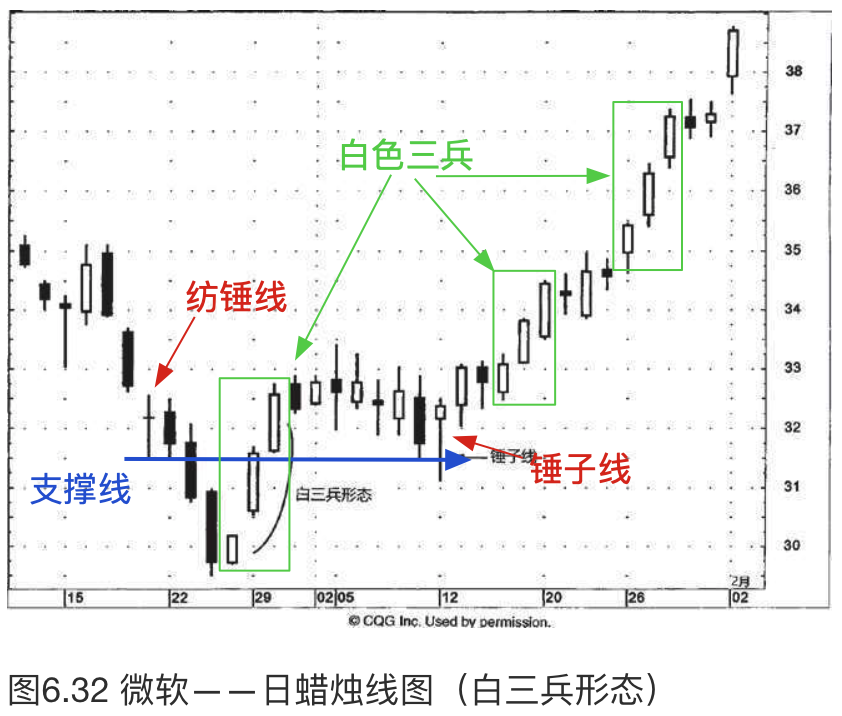 38
白色三兵
37
36
35
纺锤线
34
33
32
锤子线
锤子线
支撑线
31
白三兵形态
30
2月
15 22 29 02 05 12 20 26 02
© CQG Inc. Used by permission.
图6.32 微软——日蜡烛线图（白三兵形态）